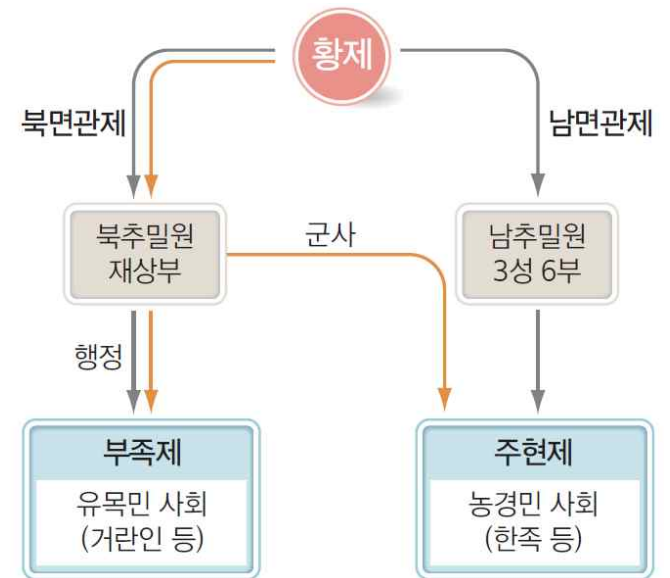 황제
북면관제
남면관제
북추밀원
재상부
군사
남추밀원
3성 6부
행정
부족제
유목민 사회
(거란인 등)
주현제
농경민 사회
(한족 등)